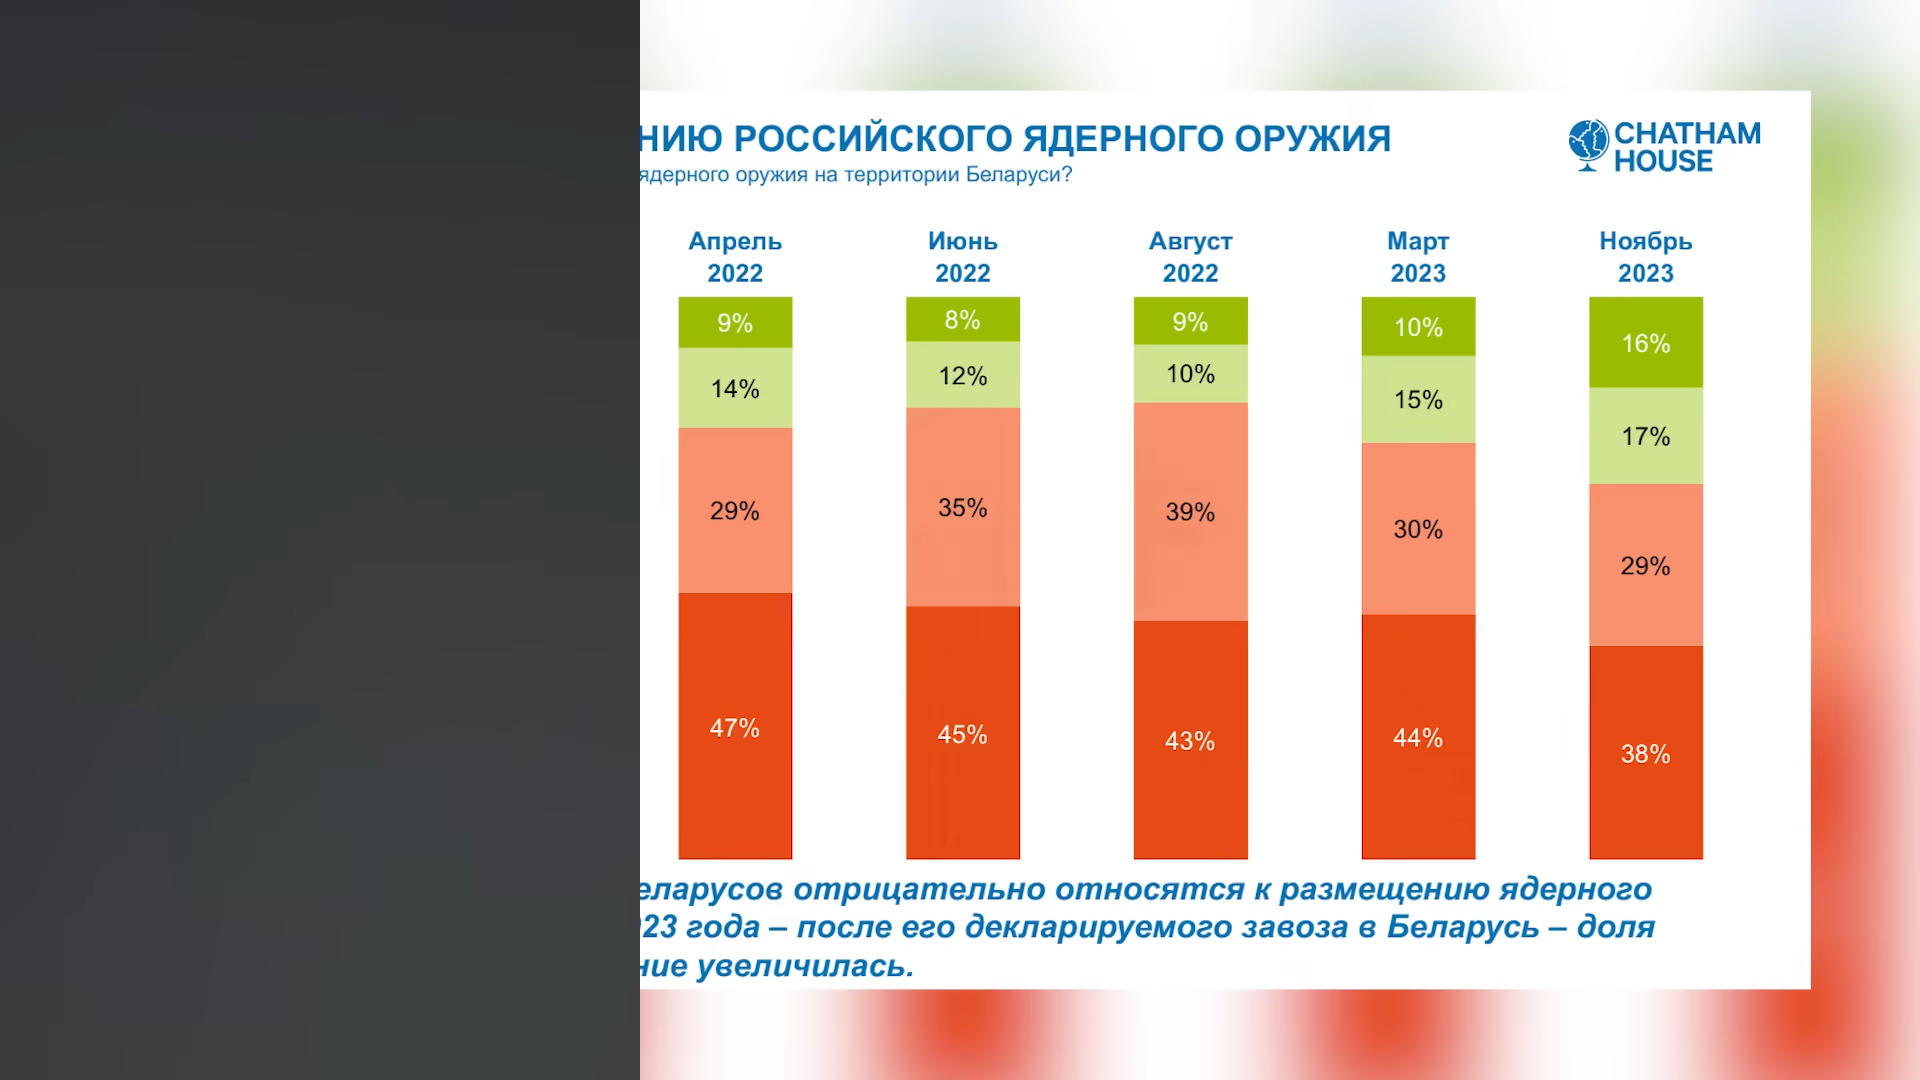 НИЮ РОССИЙСКОГО ЯДЕРНОГО ОРУЖИЯ
ядерного оружия на территории Беларуси?
CHATHAM
HOUSE
Апрель 2022
Июнь 2022
Август 2022
Март 2023
Ноябрь 2023
9% 8% 9% 10% 16%
14% 12% 10% 15% 17%
29% 35% 39% 30% 29%
47% 45% 43% 44% 38%
еларусов отрицательно относятся к размещению ядерного
23 года – после его декларируемого завоза в Беларусь – доля
ние увеличилась.